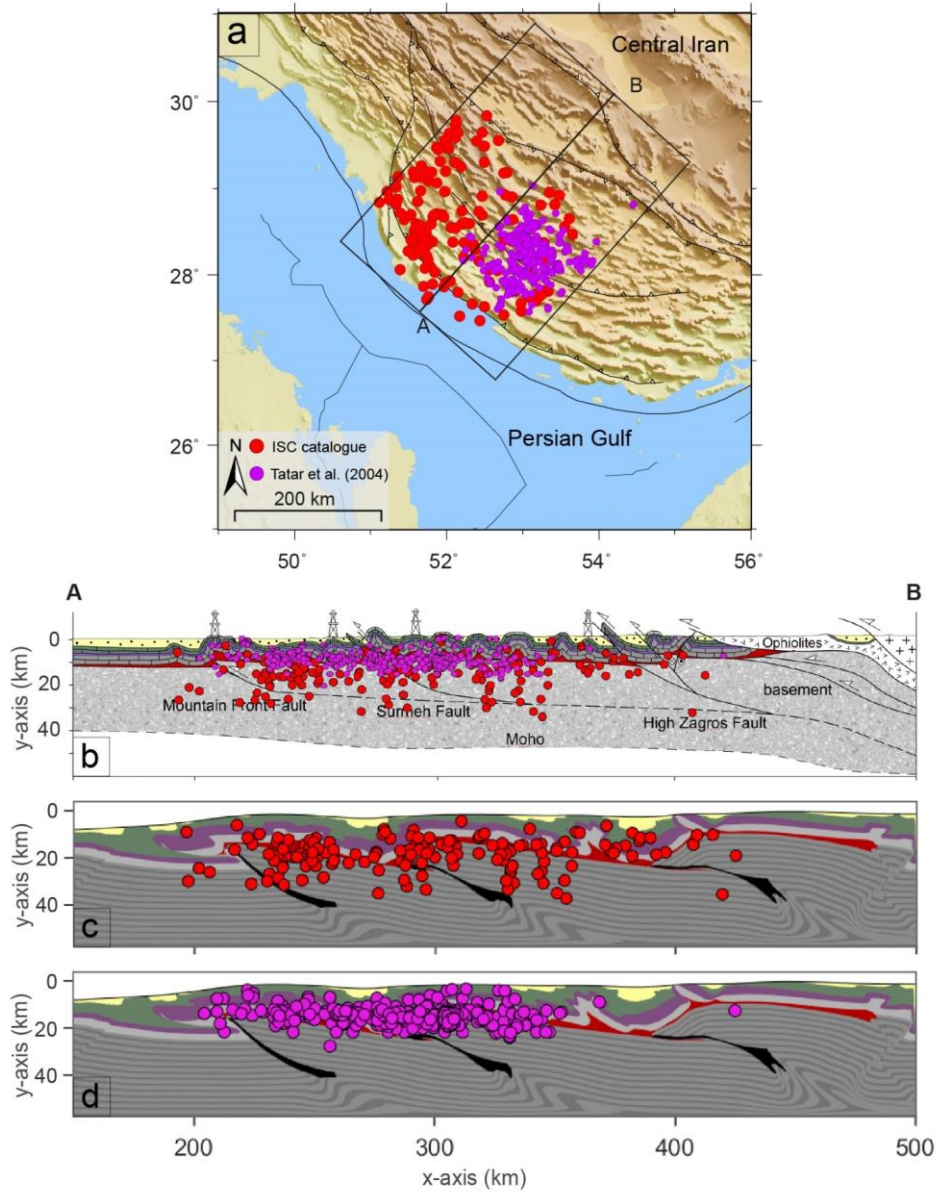 a
Central Iran
B
A
Persian Gulf
N
ISC catalogue
Tatar et al. (2004)
200 km
30°
28°
26°
50° 52° 54° 56°
A B
0
20
40
y-axis (km)
Ophiolites
basement
Mountain Front Fault
Surmeh Fault
High Zagros Fault
Moho
b
0
20
40
y-axis (km)
c
0
20
40
y-axis (km)
d
200 300 400 500
x-axis (km)